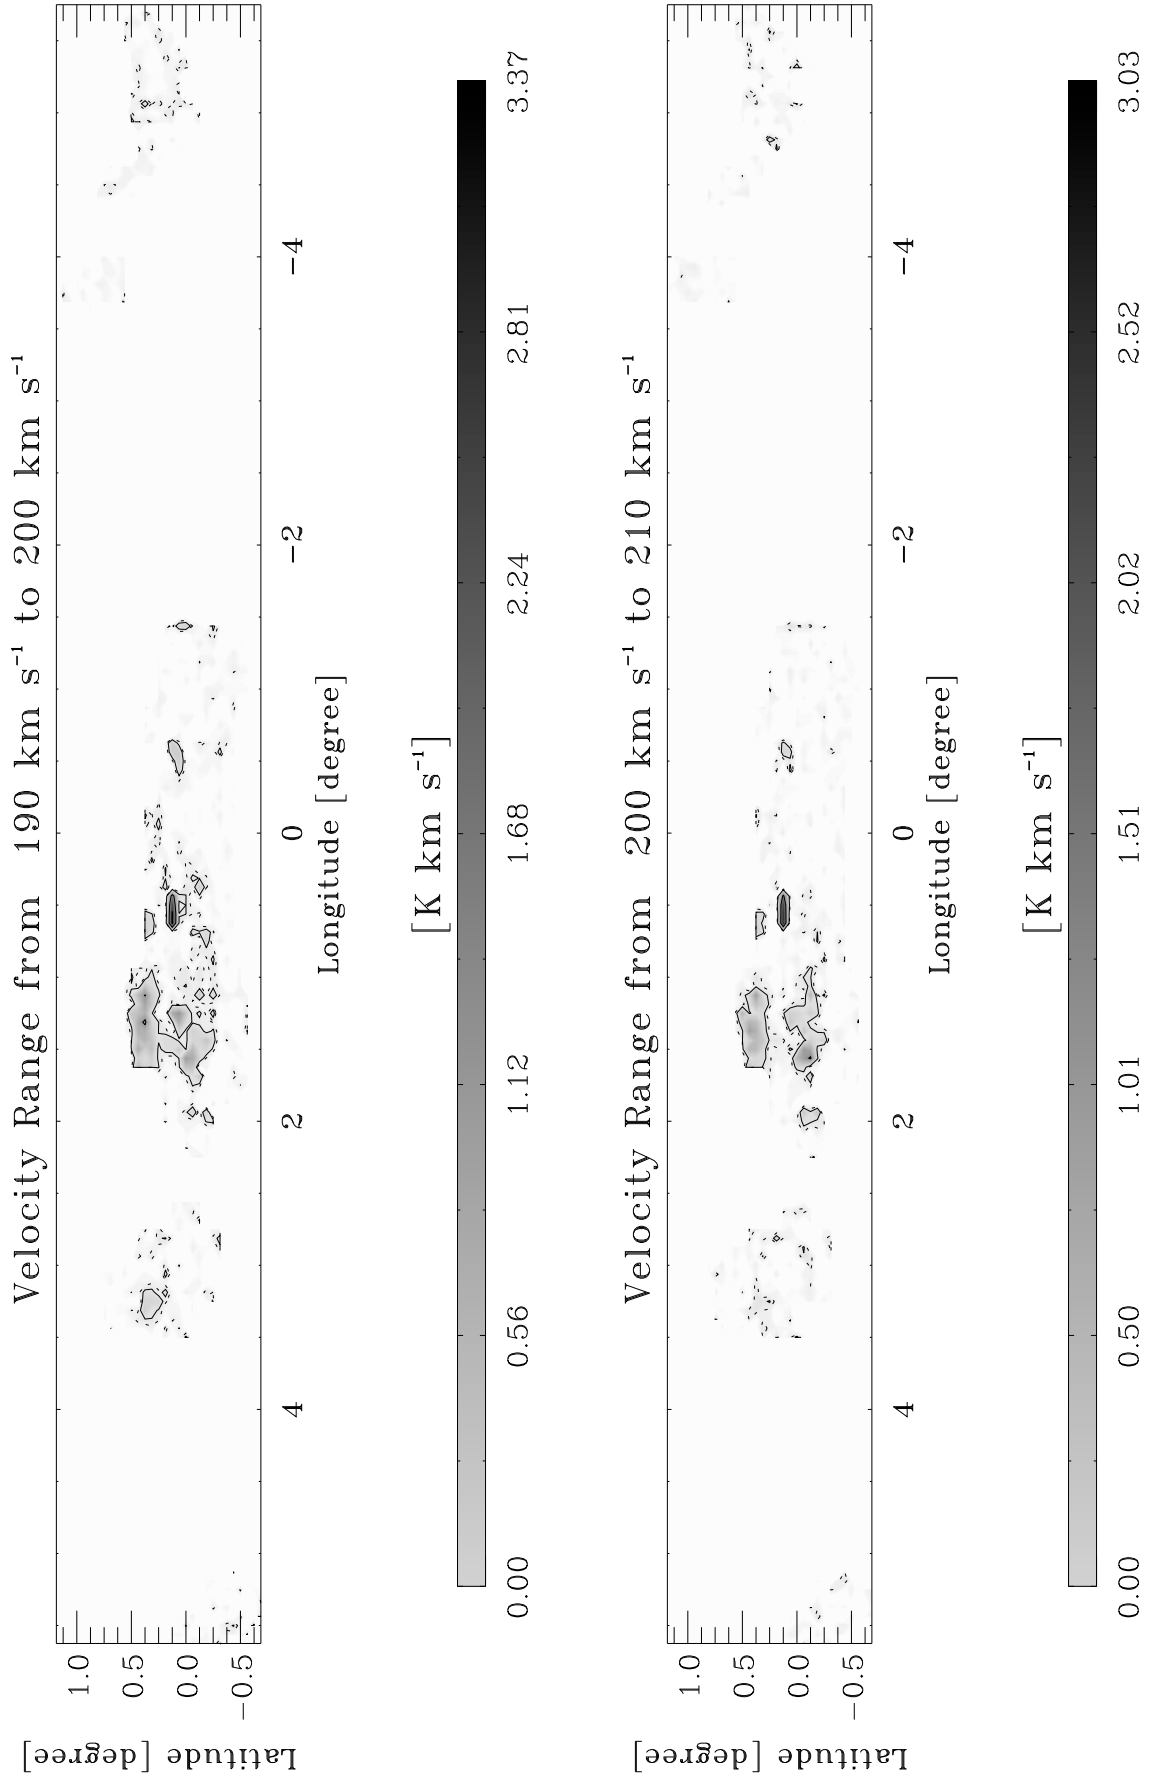 Velocity Range from 190 km s⁻¹ to 200 km s⁻¹
Latitude [degree]
1.0
0.5
0.0
−0.5
4 2 0 −2 −4
Longitude [degree]
[K km s⁻¹]
0.00 0.56 1.12 1.68 2.24 2.81 3.37
Velocity Range from 200 km s⁻¹ to 210 km s⁻¹
Latitude [degree]
1.0
0.5
0.0
−0.5
4 2 0 −2 −4
Longitude [degree]
[K km s⁻¹]
0.00 0.50 1.01 1.51 2.02 2.52 3.03